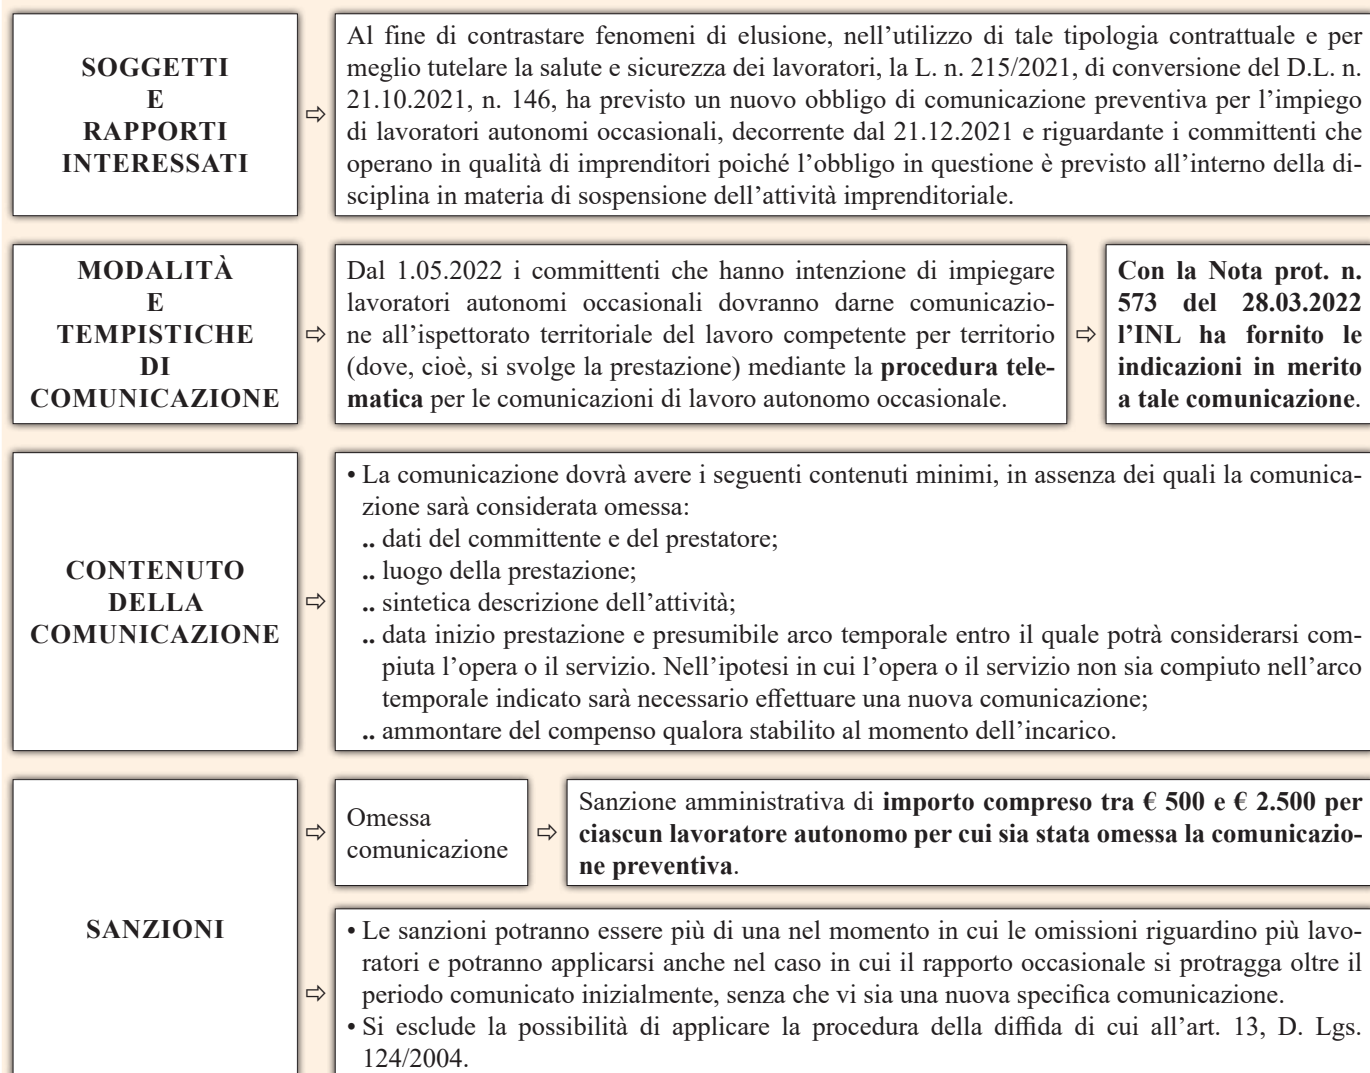 SOGGETTI
E
RAPPORTI
INTERESSATI
⇨
Al fine di contrastare fenomeni di elusione, nell’utilizzo di tale tipologia contrattuale e per
meglio tutelare la salute e sicurezza dei lavoratori, la L. n. 215/2021, di conversione del D.L. n.
21.10.2021, n. 146, ha previsto un nuovo obbligo di comunicazione preventiva per l’impiego
di lavoratori autonomi occasionali, decorrente dal 21.12.2021 e riguardante i committenti che
operano in qualità di imprenditori poiché l’obbligo in questione è previsto all’interno della di-
sciplina in materia di sospensione dell’attività imprenditoriale.
MODALITÀ
E
TEMPISTICHE
DI
COMUNICAZIONE
⇨
Dal 1.05.2022 i committenti che hanno intenzione di impiegare
lavoratori autonomi occasionali dovranno darne comunicazio-
ne all’ispettorato territoriale del lavoro competente per territorio
(dove, cioè, si svolge la prestazione) mediante la procedura tele-
matica per le comunicazioni di lavoro autonomo occasionale.
⇨
Con la Nota prot. n.
573 del 28.03.2022
l’INL ha fornito le
indicazioni in merito
a tale comunicazione.
CONTENUTO
DELLA
COMUNICAZIONE
⇨
• La comunicazione dovrà avere i seguenti contenuti minimi, in assenza dei quali la comunica-
zione sarà considerata omessa:
.. dati del committente e del prestatore;
.. luogo della prestazione;
.. sintetica descrizione dell’attività;
.. data inizio prestazione e presumibile arco temporale entro il quale potrà considerarsi com-
piuta l’opera o il servizio. Nell’ipotesi in cui l’opera o il servizio non sia compiuto nell’arco
temporale indicato sarà necessario effettuare una nuova comunicazione;
.. ammontare del compenso qualora stabilito al momento dell’incarico.
SANZIONI
⇨
Omessa
comunicazione
⇨
Sanzione amministrativa di importo compreso tra € 500 e € 2.500 per
ciascun lavoratore autonomo per cui sia stata omessa la comunicazio-
ne preventiva.
⇨
• Le sanzioni potranno essere più di una nel momento in cui le omissioni riguardino più lavo-
ratori e potranno applicarsi anche nel caso in cui il rapporto occasionale si protragga oltre il
periodo comunicato inizialmente, senza che vi sia una nuova specifica comunicazione.
• Si esclude la possibilità di applicare la procedura della diffida di cui all’art. 13, D. Lgs.
124/2004.